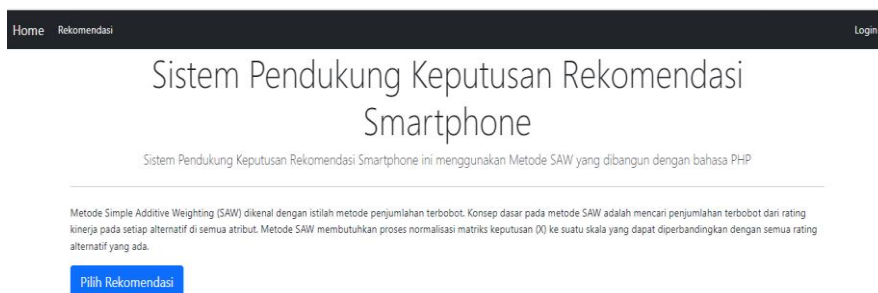 Home Rekomendasi Login
Sistem Pendukung Keputusan Rekomendasi
Smartphone
Sistem Pendukung Keputusan Rekomendasi Smartphone ini menggunakan Metode SAW yang dibangun dengan bahasa PHP
Metode Simple Additive Weighting (SAW) dikenal dengan istilah metode penjumlahan terbobot. Konsep dasar pada metode SAW adalah mencari penjumlahan terbobot dari rating
kinerja pada setiap alternatif di semua atribut. Metode SAW membutuhkan proses normalisasi matriks keputusan (X) ke suatu skala yang dapat diperbandingkan dengan semua rating
alternatif yang ada.
Pilih Rekomendasi